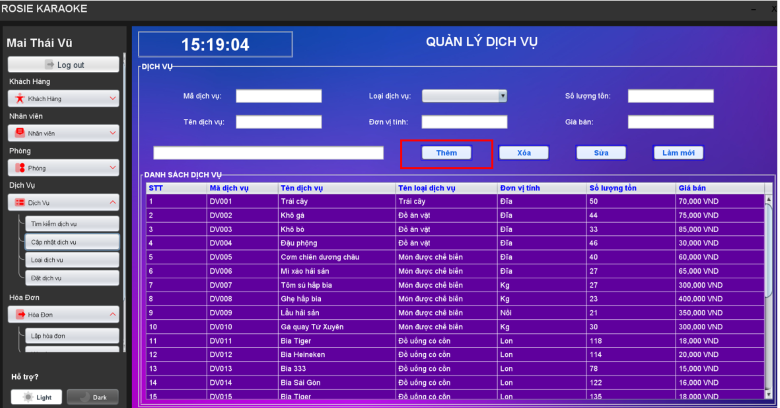 ROSIE KARAOKE
Mai Thái Vũ
Log out
Khách Hàng
Khách Hàng
Nhân viên
Nhân viên
Phòng
Phòng
Dịch Vụ
Dịch Vụ
Tìm kiếm dịch vụ
Cập nhật dịch vụ
Loại dịch vụ
Đặt dịch vụ
Hóa Đơn
Hóa Đơn
Lập hóa đơn
Hỗ trợ?
Light Dark
15:19:04
QUẢN LÝ DỊCH VỤ
DỊCH VỤ
Mã dịch vụ: Loại dịch vụ: Số lượng tồn:
Tên dịch vụ: Đơn vị tính: Giá bán:
Thêm Xóa Sửa Làm mới
DANH SÁCH DỊCH VỤ
STT Mã dịch vụ Tên dịch vụ Tên loại dịch vụ Đơn vị tính Số lượng tồn Giá bán
1 DV001 Trái cây Trái cây Đĩa 50 70,000 VND
2 DV002 Khô gà Đồ ăn vặt Đĩa 44 75,000 VND
3 DV003 Khô bò Đồ ăn vặt Đĩa 33 85,000 VND
4 DV004 Đậu phộng Đồ ăn vặt Đĩa 46 30,000 VND
5 DV005 Cơm chiên dương châu Món được chế biến Đĩa 40 60,000 VND
6 DV006 Mì xào hải sản Món được chế biến Đĩa 27 65,000 VND
7 DV007 Tôm sú hấp bia Món được chế biến Kg 27 300,000 VND
8 DV008 Ghẹ hấp bia Món được chế biến Kg 23 400,000 VND
9 DV009 Lẩu hải sản Món được chế biến Nồi 21 350,000 VND
10 DV010 Gà quay Tứ Xuyên Món được chế biến Kg 30 300,000 VND
11 DV011 Bia Tiger Đồ uống có cồn Lon 118 18,000 VND
12 DV012 Bia Heineken Đồ uống có cồn Lon 114 20,000 VND
13 DV013 Bia 333 Đồ uống có cồn Lon 78 15,000 VND
14 DV014 Bia Sài Gòn Đồ uống có cồn Lon 122 16,000 VND
15 DV015 Bia Tiger Đồ uống có cồn Lon 135 18,000 VND